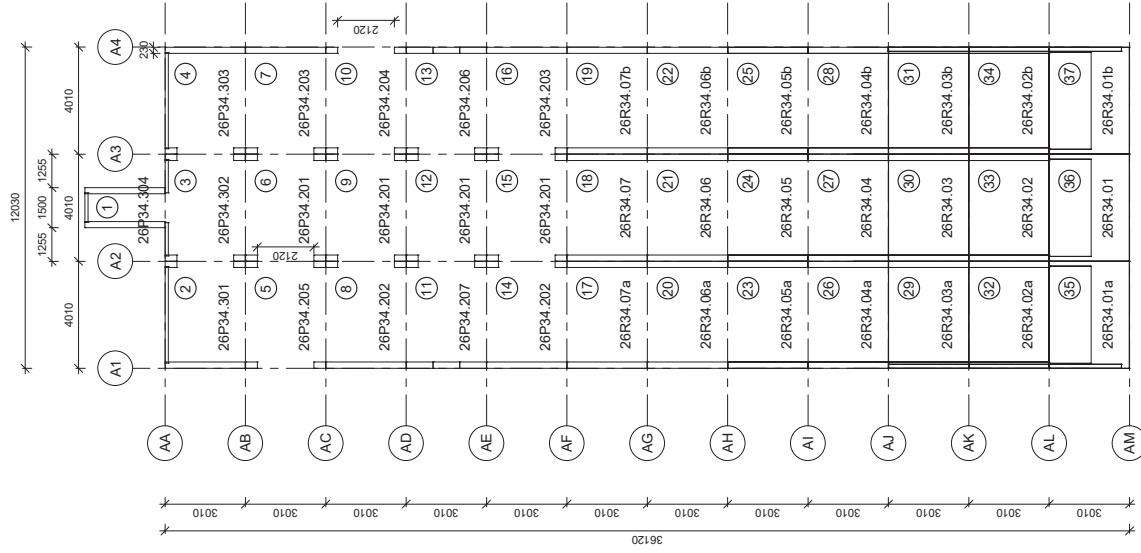 12030
4010
1255
1500
1255
4010
4010
230
A1
A2
A3
A4
1
26P34.304
2120
2120
AA
2
26P34.301
3
26P34.302
4
26P34.303
AB
5
26P34.205
6
26P34.201
7
26P34.203
AC
8
26P34.202
9
26P34.201
10
26P34.204
AD
11
26P34.207
12
26P34.201
13
26P34.206
AE
14
26P34.202
15
26P34.201
16
26P34.203
AF
17
26R34.07a
18
26R34.07
19
26R34.07b
AG
20
26R34.06a
21
26R34.06
22
26R34.06b
AH
23
26R34.05a
24
26R34.05
25
26R34.05b
AI
26
26R34.04a
27
26R34.04
28
26R34.04b
AJ
29
26R34.03a
30
26R34.03
31
26R34.03b
AK
32
26R34.02a
33
26R34.02
34
26R34.02b
AL
35
26R34.01a
36
26R34.01
37
26R34.01b
AM
3010
3010
3010
3010
3010
3010
3010
3010
3010
3010
3010
3010
36120